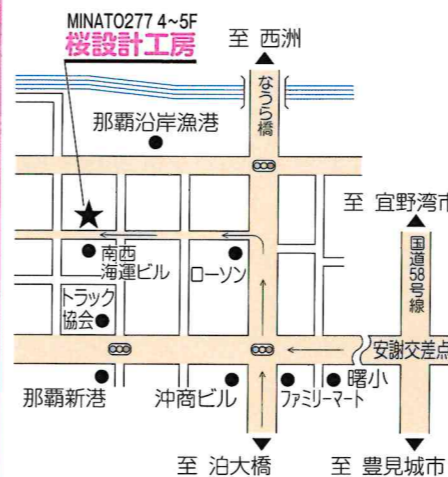 MINATO277 4~5F
桜設計工房
至 西洲
なうら橋
那覇沿岸漁港
至 宜野湾市
国道58号線
南西
海運ビル
ローソン
トラック
協会
安謝交差点
那覇新港
沖商ビル
ファミリーマート
曙小
至 泊大橋
至 豊見城市